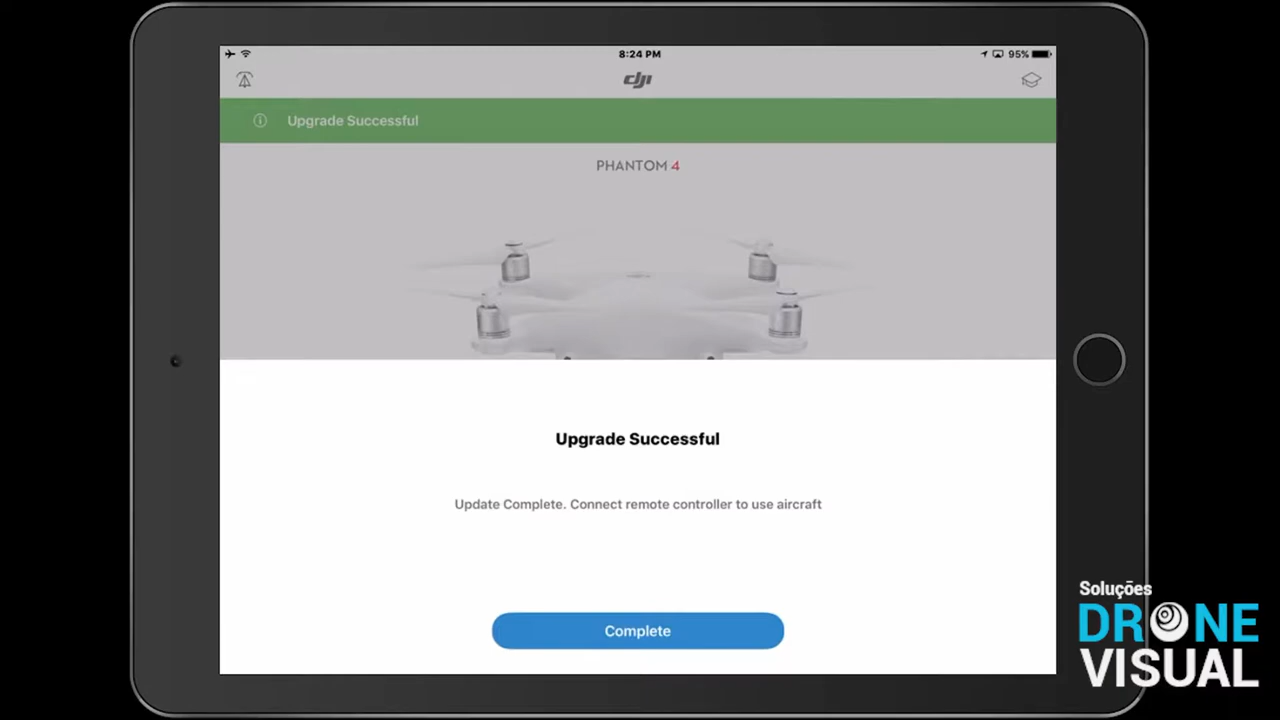 8:24 PM
95%
dji
Upgrade Successful
PHANTOM 4
Upgrade Successful
Update Complete. Connect remote controller to use aircraft
Complete
Soluções
DRONE
VISUAL